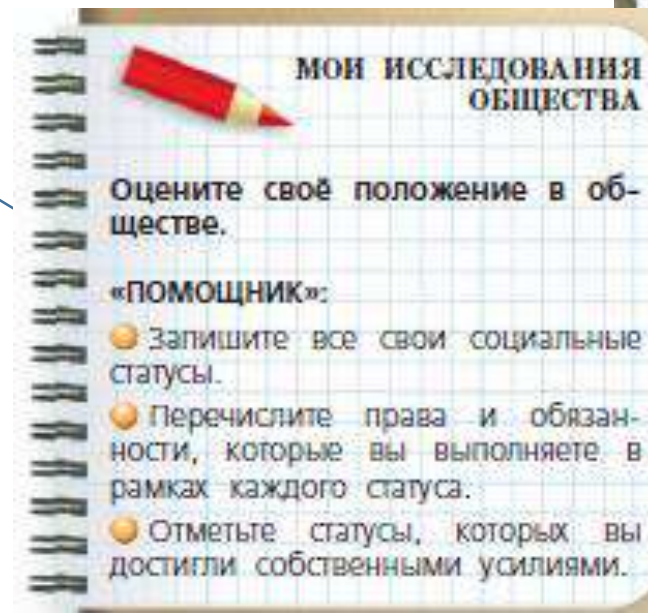 МОИ ИССЛЕДОВАНИЯ
ОБЩЕСТВА
Оцените своё положение в об-
ществе.
«ПОМОЩНИК»:
Запишите все свои социальные
статусы.
Перечислите права и обязан-
ности, которые вы выполняете в
рамках каждого статуса.
Отметьте статусы, которых вы
достигли собственными усилиями.